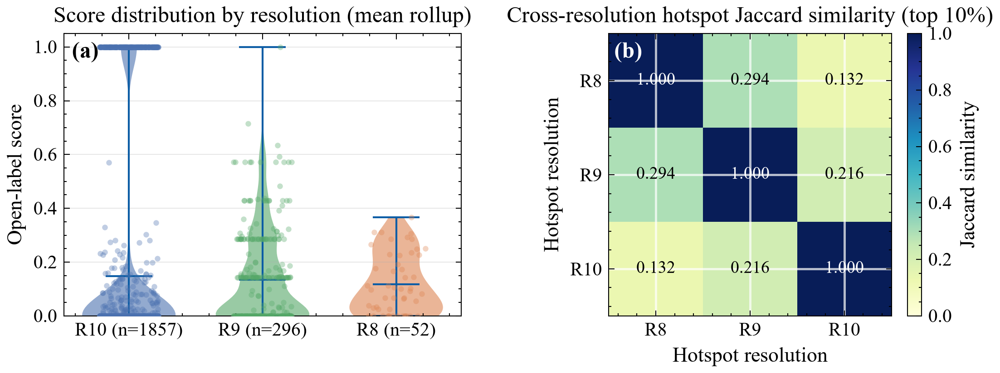 Score distribution by resolution (mean rollup)
(a)
Open-label score
1.0
0.8
0.6
0.4
0.2
0.0
R10 (n=1857)
R9 (n=296)
R8 (n=52)
Cross-resolution hotspot Jaccard similarity (top 10%)
(b)
Hotspot resolution
R8
R9
R10
1.000 0.294 0.132
0.294 1.000 0.216
0.132 0.216 1.000
R8 R9 R10
Hotspot resolution
1.0
0.8
0.6
0.4
0.2
0.0
Jaccard similarity